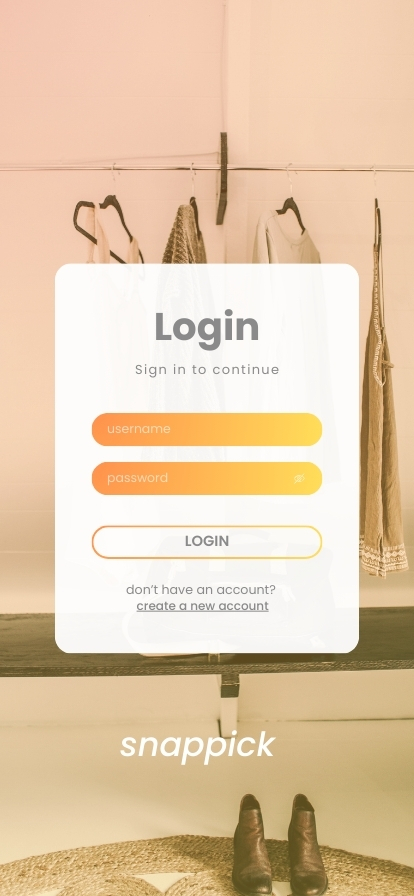 Login
Sign in to continue
username
password
LOGIN
don’t have an account?
create a new account
snappick